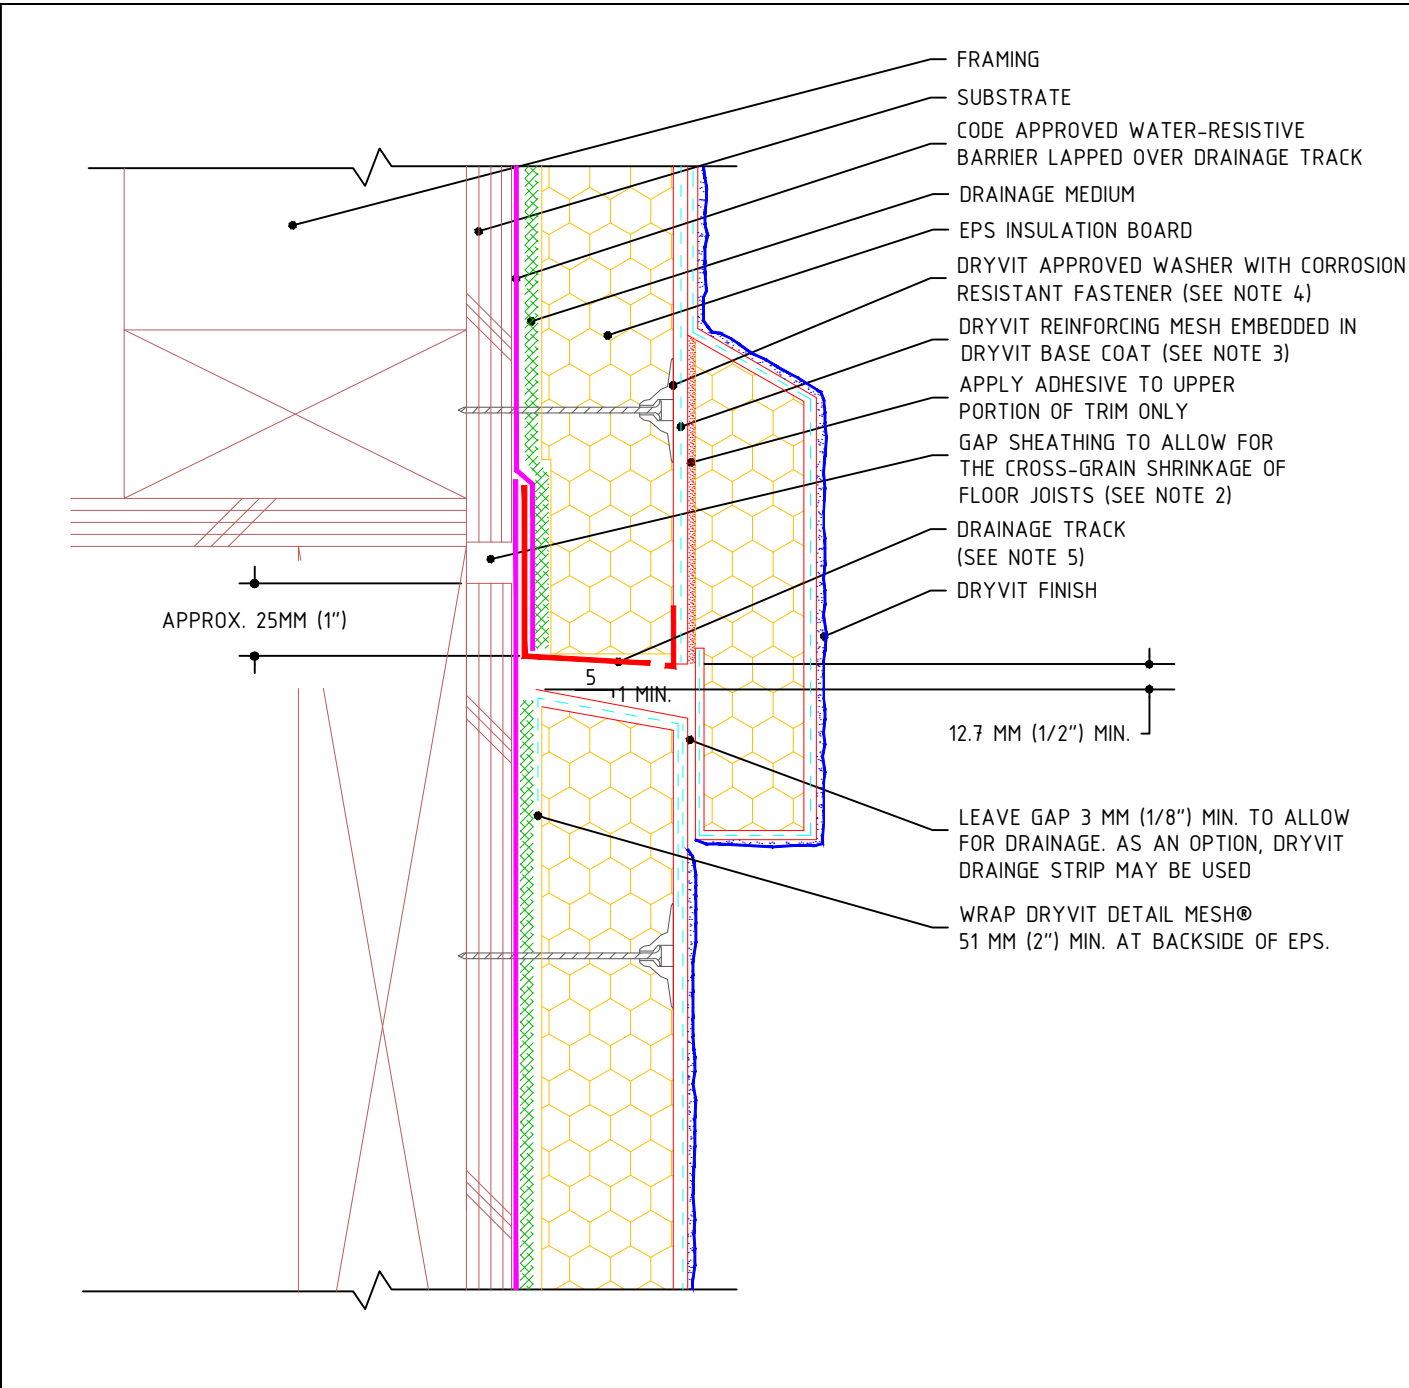 FRAMING
SUBSTRATE
CODE APPROVED WATER-RESISTIVE
BARRIER LAPPED OVER DRAINAGE TRACK
DRAINAGE MEDIUM
EPS INSULATION BOARD
DRYVIT APPROVED WASHER WITH CORROSION
RESISTANT FASTENER (SEE NOTE 4)
DRYVIT REINFORCING MESH EMBEDDED IN
DRYVIT BASE COAT (SEE NOTE 3)
APPLY ADHESIVE TO UPPER
PORTION OF TRIM ONLY
GAP SHEATHING TO ALLOW FOR
THE CROSS-GRAIN SHRINKAGE OF
FLOOR JOISTS (SEE NOTE 2)
DRAINAGE TRACK
(SEE NOTE 5)
DRYVIT FINISH
APPROX. 25MM (1")
5
1 MIN.
12.7 MM (1/2") MIN.
LEAVE GAP 3 MM (1/8") MIN. TO ALLOW
FOR DRAINAGE. AS AN OPTION, DRYVIT
DRAINGE STRIP MAY BE USED
WRAP DRYVIT DETAIL MESH®
51 MM (2") MIN. AT BACKSIDE OF EPS.